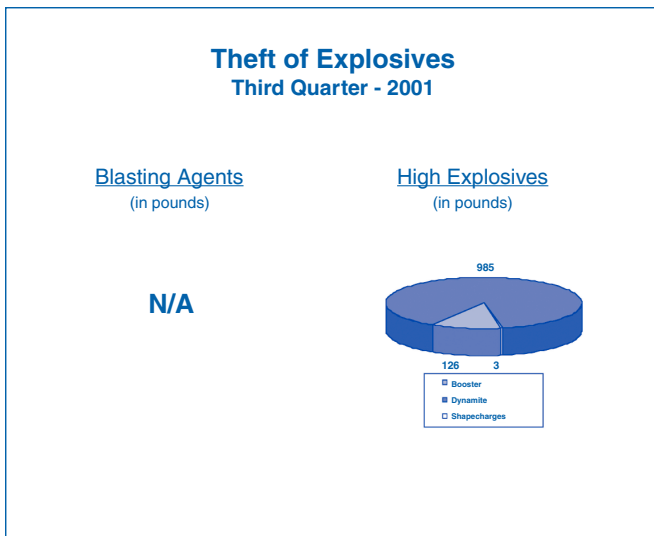 Theft of Explosives
Third Quarter - 2001
Blasting Agents
(in pounds)
N/A
High Explosives
(in pounds)
985
126 3
Booster
Dynamite
Shapecharges